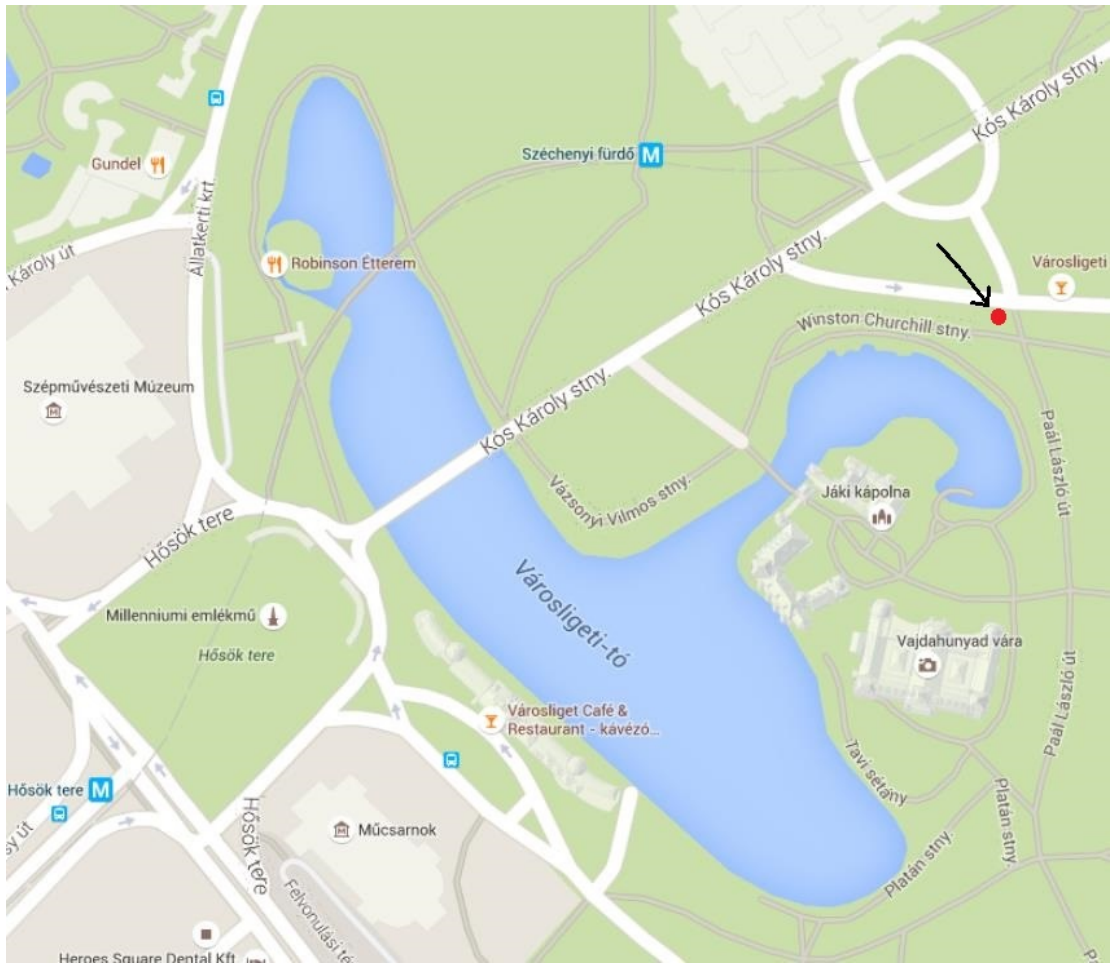 Kós Károly stny.
Gundel
Széchenyi fürdő
M
Állatkerti krt.
Károly út
Robinson Étterem
Kós Károly stny.
Városligeti
Winston Churchill stny.
Szépművészeti Múzeum
Kós Károly stny.
Paál László út
Vázsonyi Vilmos stny.
Jáki kápolna
Hősök tere
Városligeti-tó
Millenniumi emlékmű
Hősök tere
Vajdahunyad vára
Paál László út
Városliget Café &
Restaurant - kávézó...
Tavi sétány
Platán stny.
Hősök tere
M
Hősök tere
Műcsarnok
Platán stny.
út
Felvonulási
Heroes Square Dental Kft